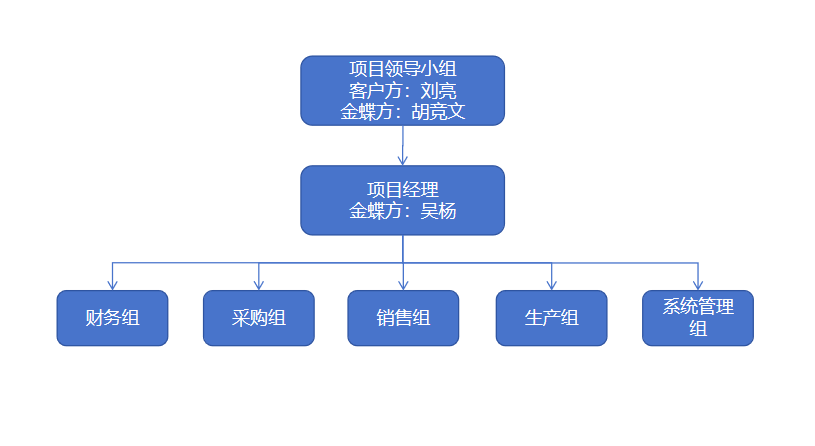 项目领导小组
客户方：刘亮
金蝶方：胡竞文
项目经理
金蝶方：吴杨
财务组
采购组
销售组
生产组
系统管理
组